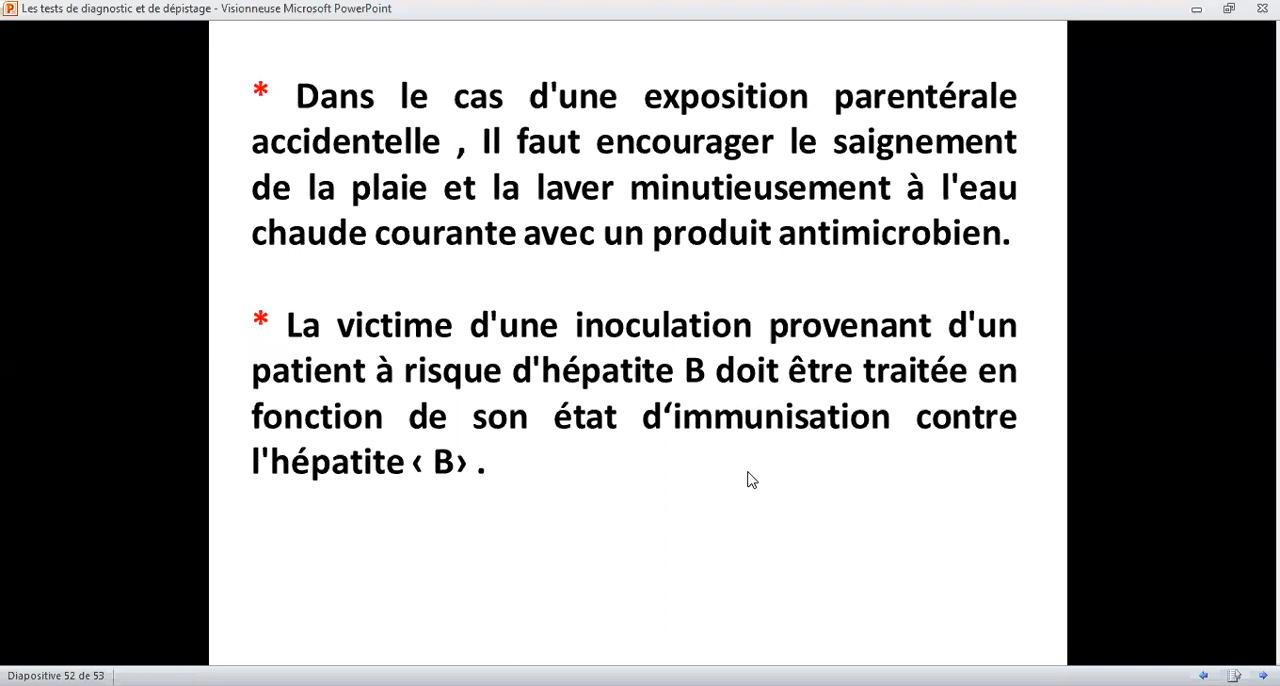 Les tests de diagnostic et de dépistage - Visionneuse Microsoft PowerPoint
* Dans le cas d'une exposition parentérale
accidentelle , Il faut encourager le saignement
de la plaie et la laver minutieusement à l'eau
chaude courante avec un produit antimicrobien.
* La victime d'une inoculation provenant d'un
patient à risque d'hépatite B doit être traitée en
fonction de son état d‘immunisation contre
l'hépatite ‹ B› .
Diapositive 52 de 53